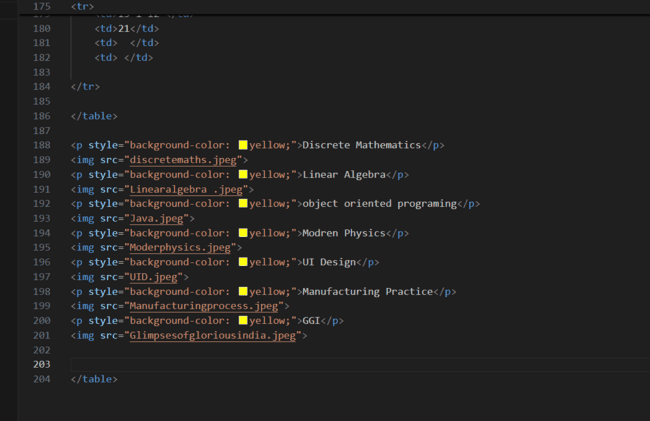 175 <tr>
180 <td>21</td>
181 <td>  </td>
182 <td> </td>
183
184 </tr>
185
186 </table>
187
188 <p style="background-color: yellow;">Discrete Mathematics</p>
189 <img src="discretemaths.jpeg">
190 <p style="background-color: yellow;">Linear Algebra</p>
191 <img src="Linearalgebra .jpeg">
192 <p style="background-color: yellow;">object oriented programing</p>
193 <img src="Java.jpeg">
194 <p style="background-color: yellow;">Modren Physics</p>
195 <img src="Moderphysics.jpeg">
196 <p style="background-color: yellow;">UI Design</p>
197 <img src="UID.jpeg">
198 <p style="background-color: yellow;">Manufacturing Practice</p>
199 <img src="Manufacturingprocess.jpeg">
200 <p style="background-color: yellow;">GGI</p>
201 <img src="Glimpsesofgloriousindia.jpeg">
202
203
204 </table>